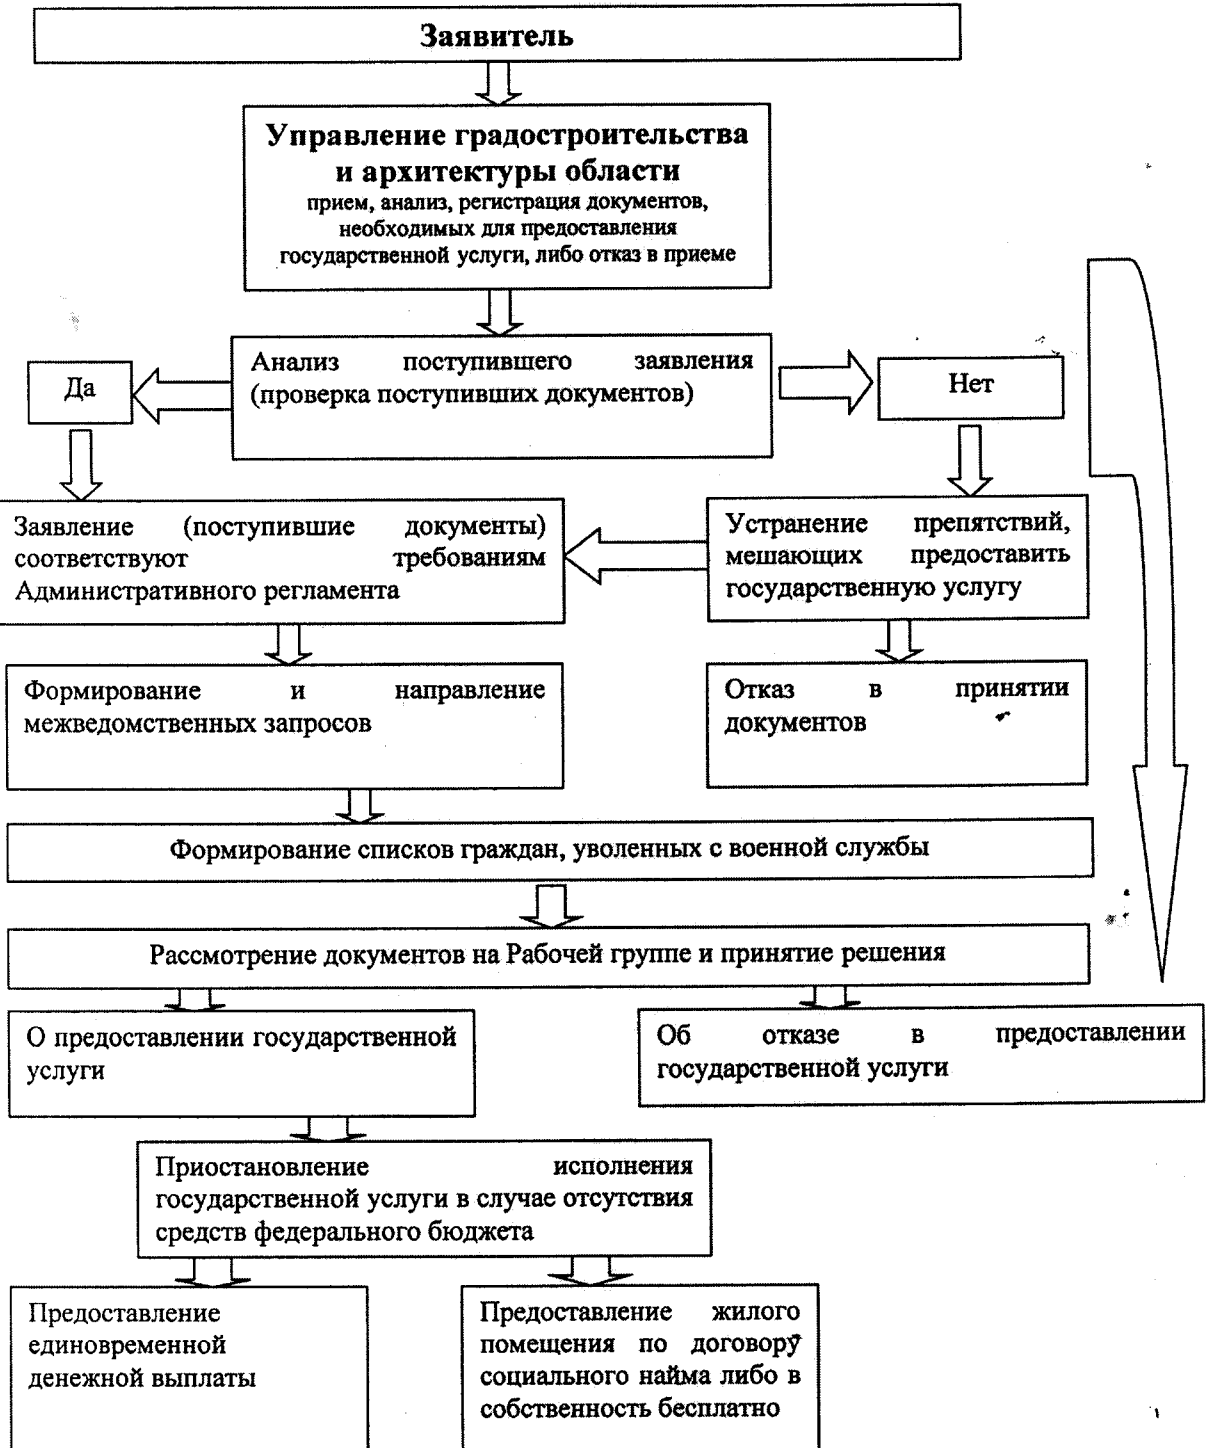 Заявитель
Управление градостроительства
и архитектуры области
прием, анализ, регистрация документов,
необходимых для предоставления
государственной услуги, либо отказ в приеме
Анализ поступившего заявления
(проверка поступивших документов)
Да
Нет
Заявление (поступившие документы)
соответствуют требованиям
Административного регламента
Устранение препятствий,
мешающих предоставить
государственную услугу
Формирование и направление
межведомственных запросов
Отказ в принятии
документов
Формирование списков граждан, уволенных с военной службы
Рассмотрение документов на Рабочей группе и принятие решения
О предоставлении государственной
услуги
Об отказе в предоставлении
государственной услуги
Приостановление исполнения
государственной услуги в случае отсутствия
средств федерального бюджета
Предоставление
единовременной
денежной выплаты
Предоставление жилого
помещения по договору
социального найма либо в
собственность бесплатно